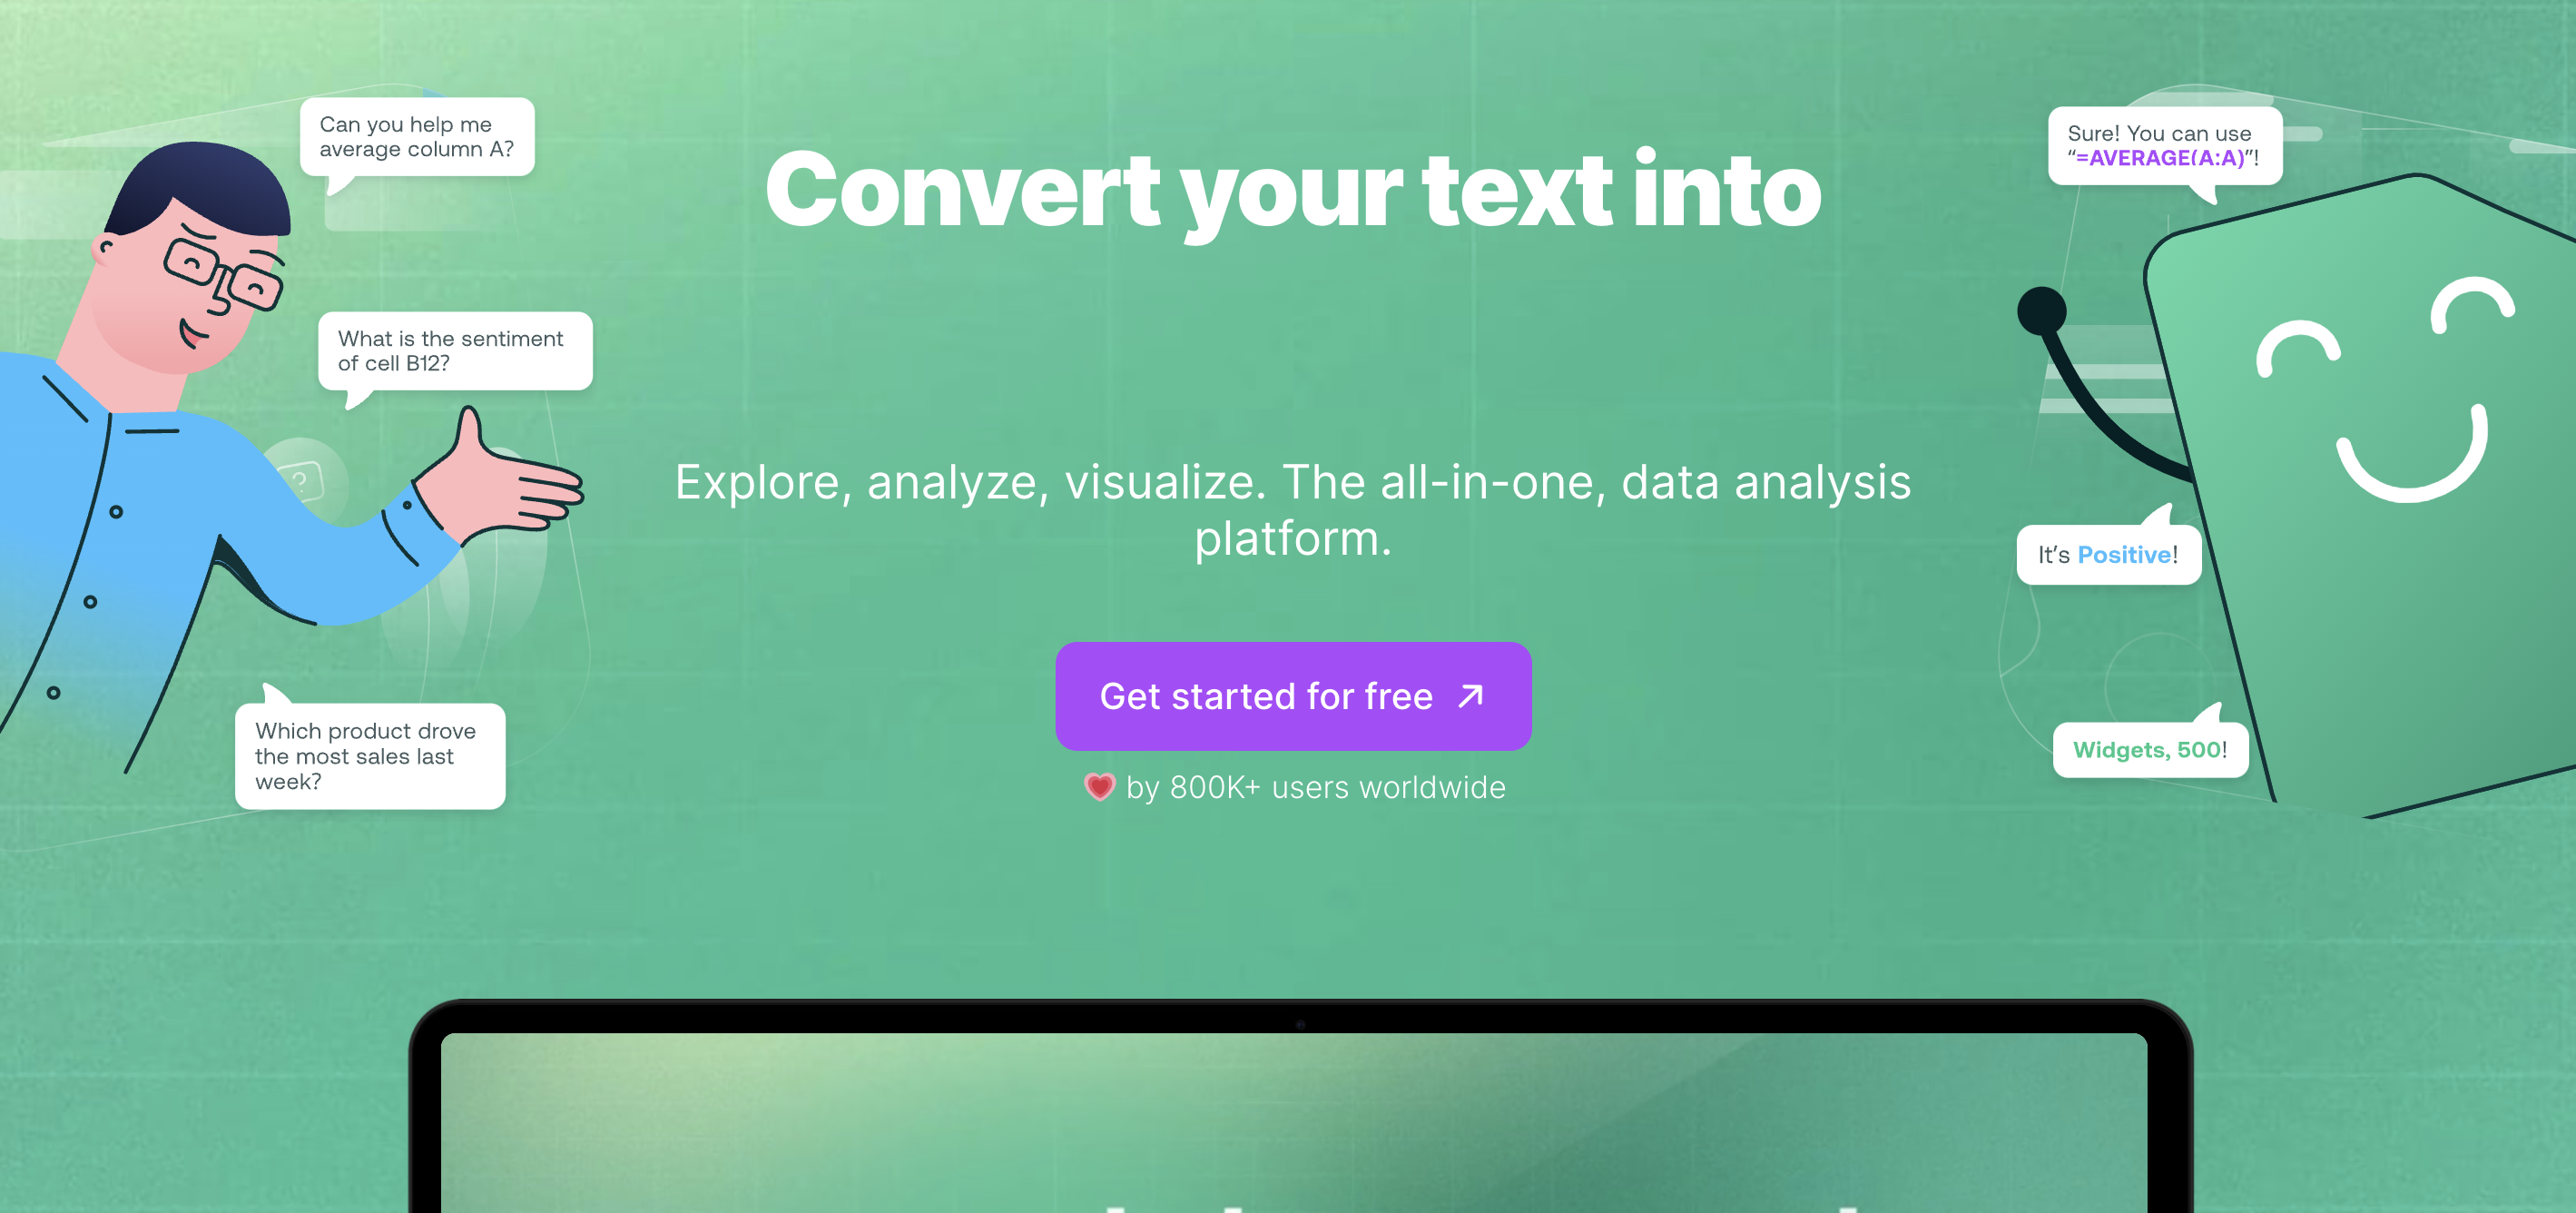 Can you help me
average column A?
Sure! You can use
“=AVERAGE(A:A)”!
Convert your text into
What is the sentiment
of cell B12?
Explore, analyze, visualize. The all-in-one, data analysis
platform.
It’s Positive!
Get started for free
Which product drove
the most sales last
week?
Widgets, 500!
by 800K+ users worldwide